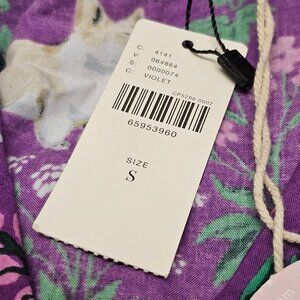 C: 4141
V: 064864
S: 0000074
C: VIOLET
CP5266 0002
65953960
SIZE
S